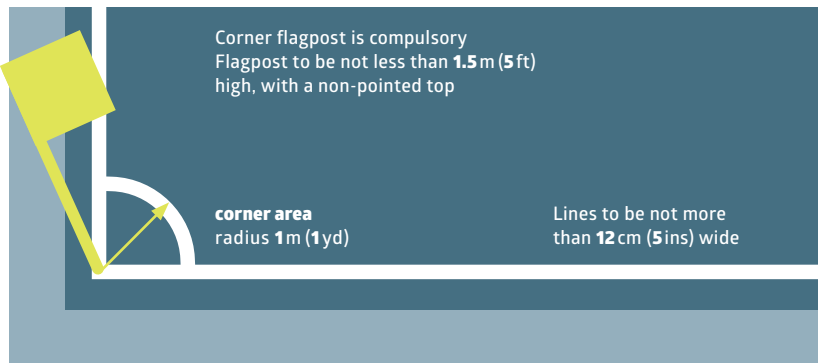 Corner flagpost is compulsory
Flagpost to be not less than 1.5 m (5 ft)
high, with a non-pointed top
corner area
radius 1 m (1 yd)
Lines to be not more
than 12 cm (5 ins) wide